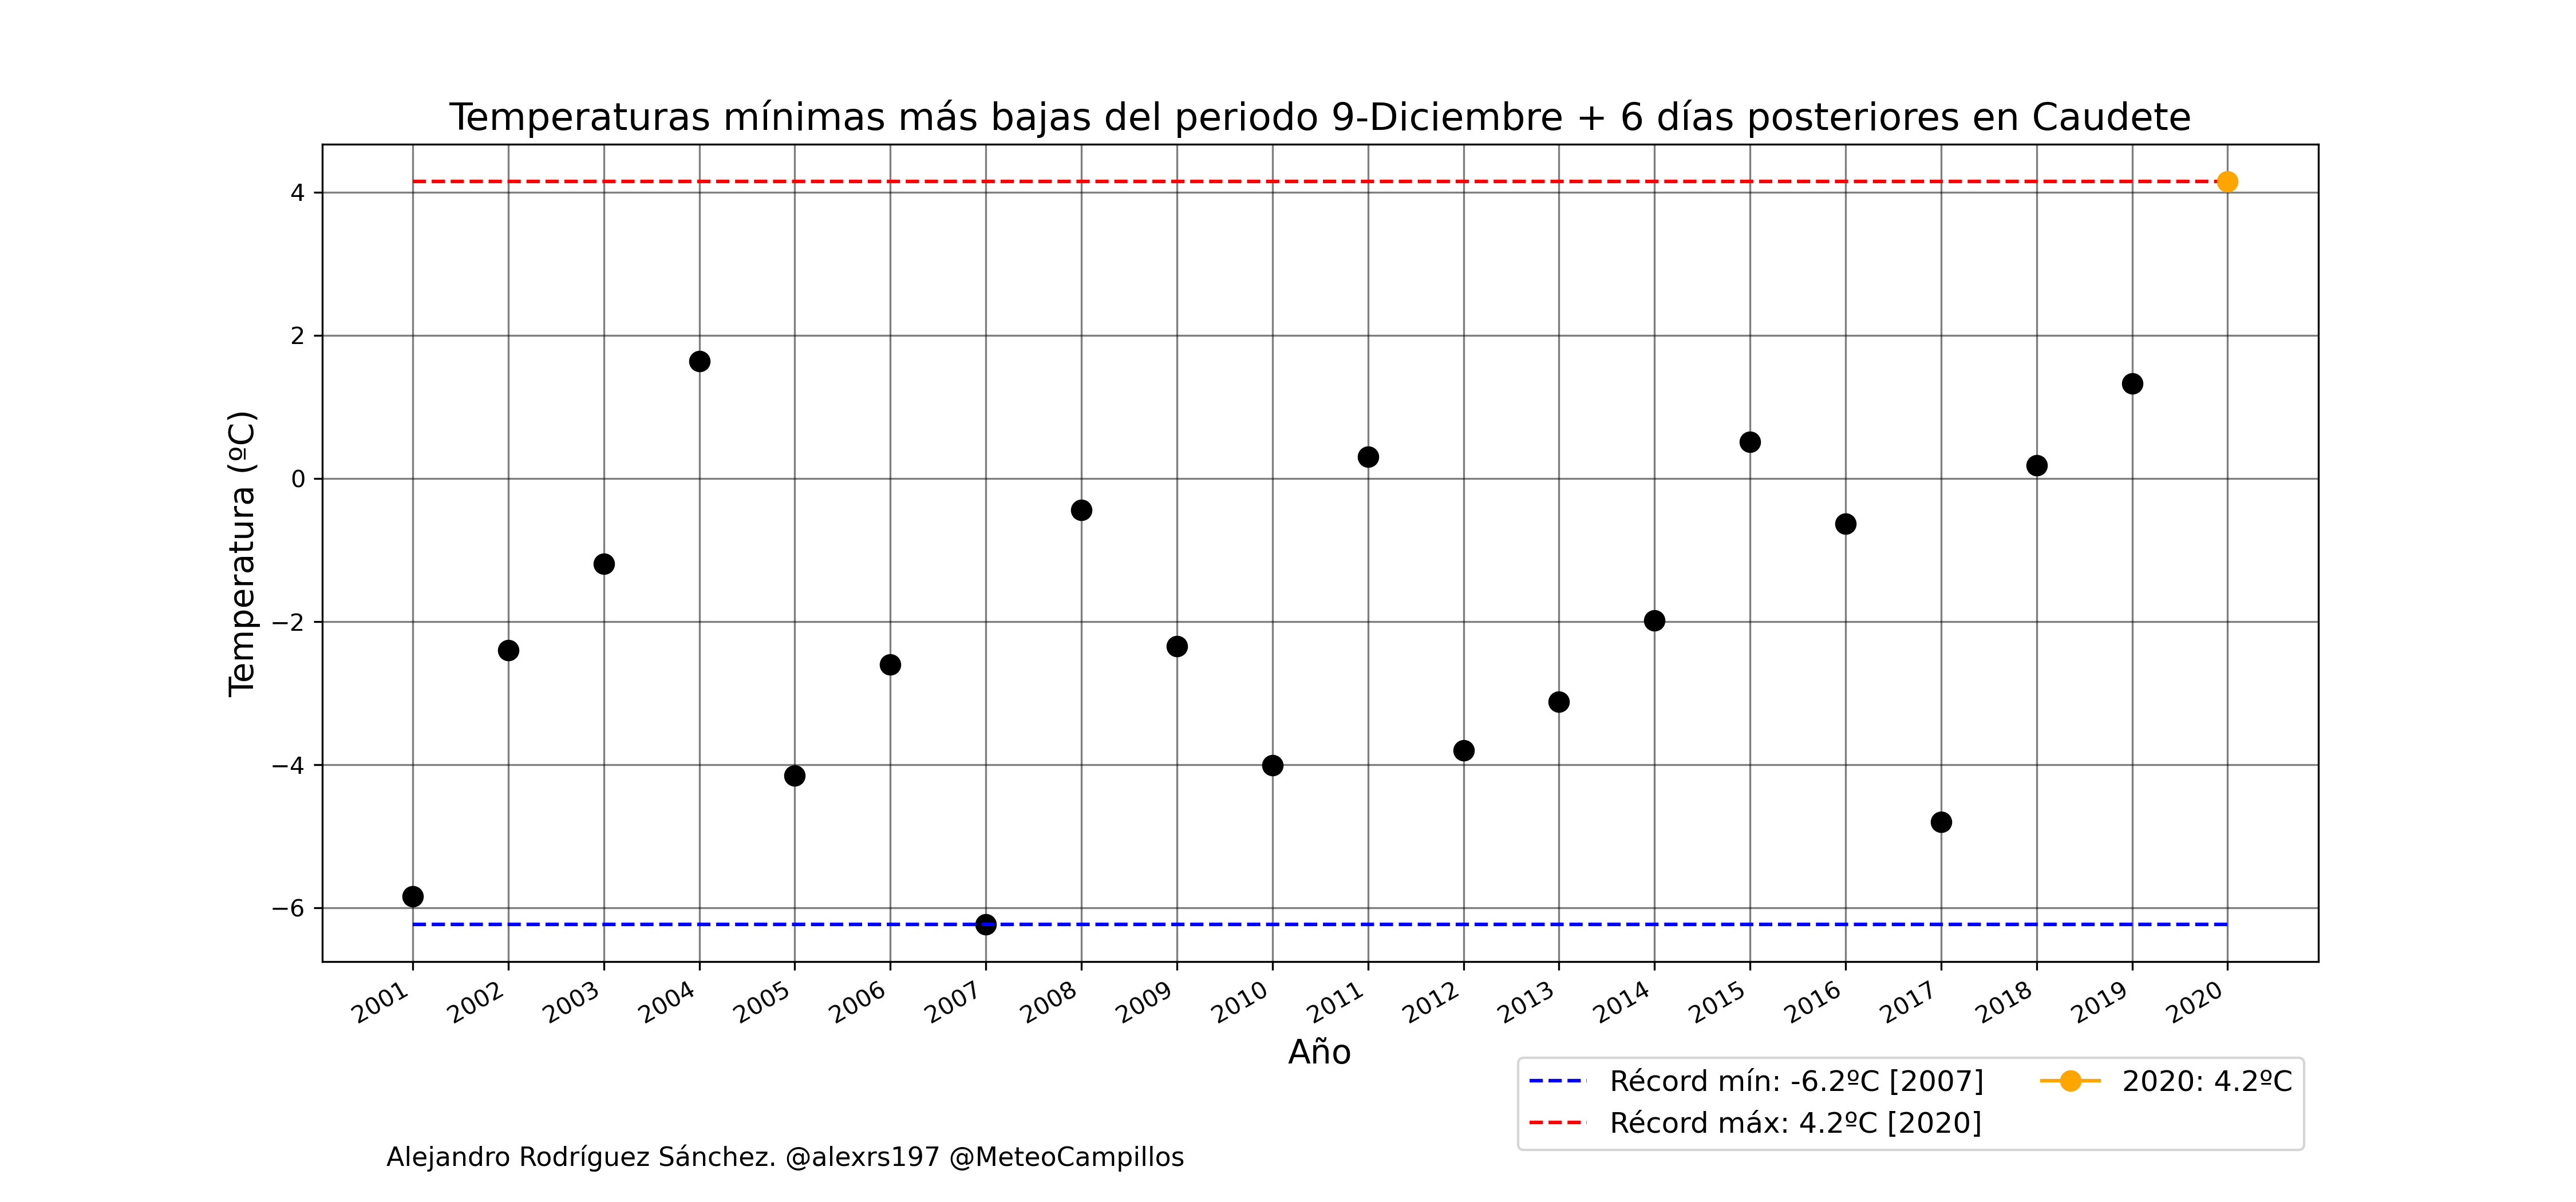 Temperaturas mínimas más bajas del periodo 9-Diciembre + 6 días posteriores en Caudete
Temperatura (ºC)
4
2
0
−2
−4
−6
2001 2002 2003 2004 2005 2006 2007 2008 2009 2010 2011 2012 2013 2014 2015 2016 2017 2018 2019 2020
Año
Récord mín: -6.2ºC [2007]
Récord máx: 4.2ºC [2020]
2020: 4.2ºC
Alejandro Rodríguez Sánchez. @alexrs197 @MeteoCampillos